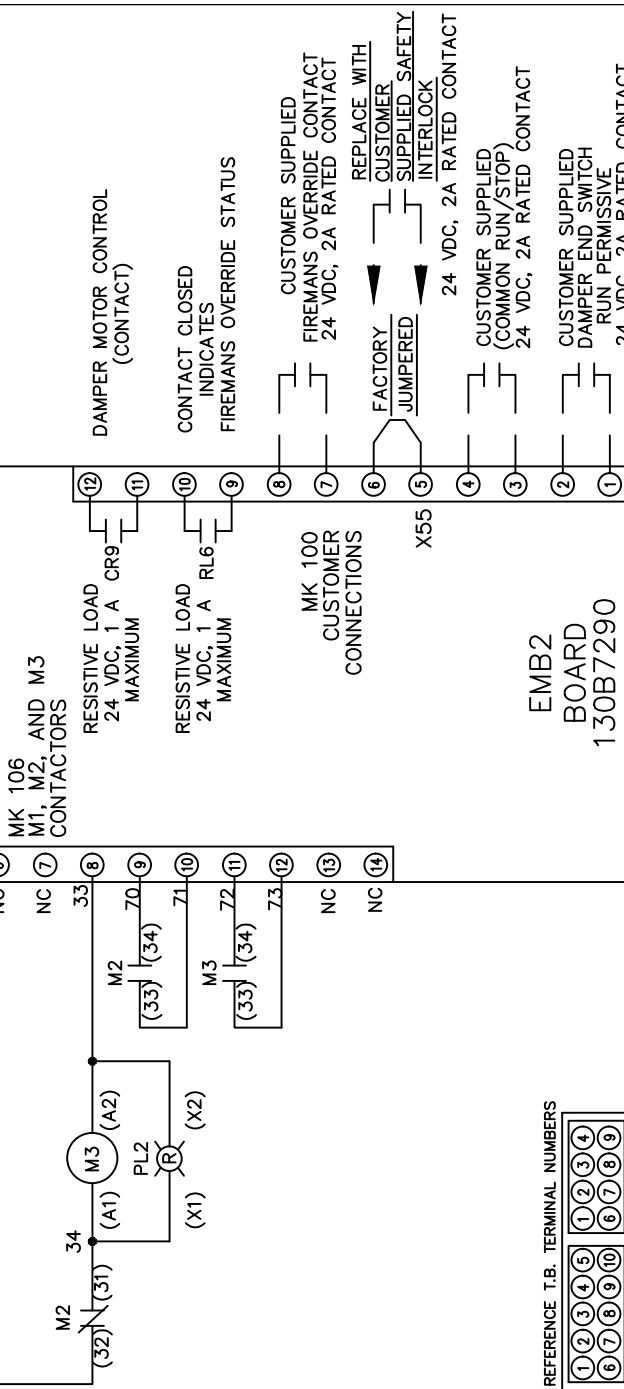 MK 106
M1, M2, AND M3
CONTACTORS
NC 7
33 8
70 9
71 10
72 11
73 12
NC 13
NC 14
M2
(32) (31)
34
(A1) M3 (A2)
PL2
R
(X1) (X2)
M2
(33) (34)
M3
(33) (34)
12
11
10
9
8
7
6
5
4
3
2
1
RESISTIVE LOAD
24 VDC, 1 A
MAXIMUM
CR9
DAMPER MOTOR CONTROL
(CONTACT)
RESISTIVE LOAD
24 VDC, 1 A
MAXIMUM
RL6
CONTACT CLOSED
INDICATES
FIREMANS OVERRIDE STATUS
MK 100
CUSTOMER
CONNECTIONS
CUSTOMER SUPPLIED
FIREMANS OVERRIDE CONTACT
24 VDC, 2A RATED CONTACT
X55
FACTORY
JUMPERED
REPLACE WITH
CUSTOMER
SUPPLIED SAFETY
INTERLOCK
24 VDC, 2A RATED CONTACT
CUSTOMER SUPPLIED
(COMMON RUN/STOP)
24 VDC, 2A RATED CONTACT
CUSTOMER SUPPLIED
DAMPER END SWITCH
RUN PERMISSIVE
24 VDC, 2A RATED CONTACT
EMB2
BOARD
130B7290
REFERENCE T.B. TERMINAL NUMBERS
1 2 3 4 5 1 2 3 4
6 7 8 9 10 6 7 8 9